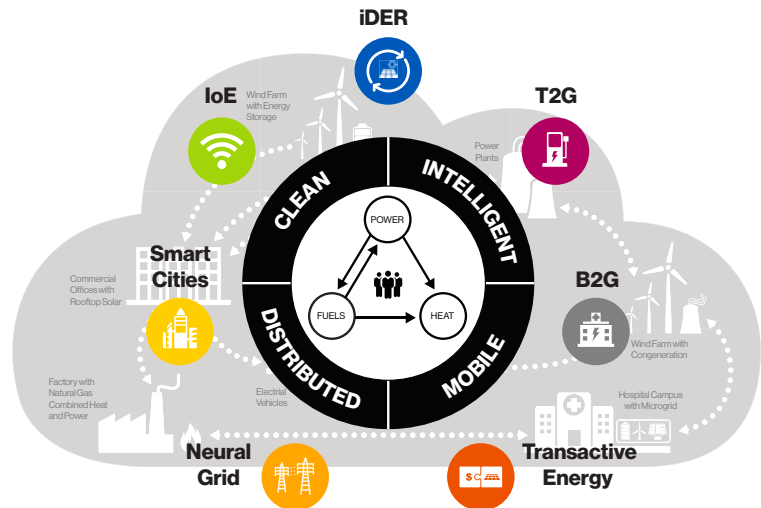 iDER
IoE
Wind Farm
with Energy
Storage
T2G
Power
Plants
CLEAN
INTELLIGENT
POWER
FUELS
HEAT
DISTRIBUTED
MOBILE
Smart
Cities
Commercial
Offices with
Rooftop Solar
B2G
Wind Farm with
Congeneration
Factory with
Natural Gas
Combined Heat
and Power
Electrial
Vehicles
Hospital Campus
with Microgrid
Neural
Grid
Transactive
Energy
$ C